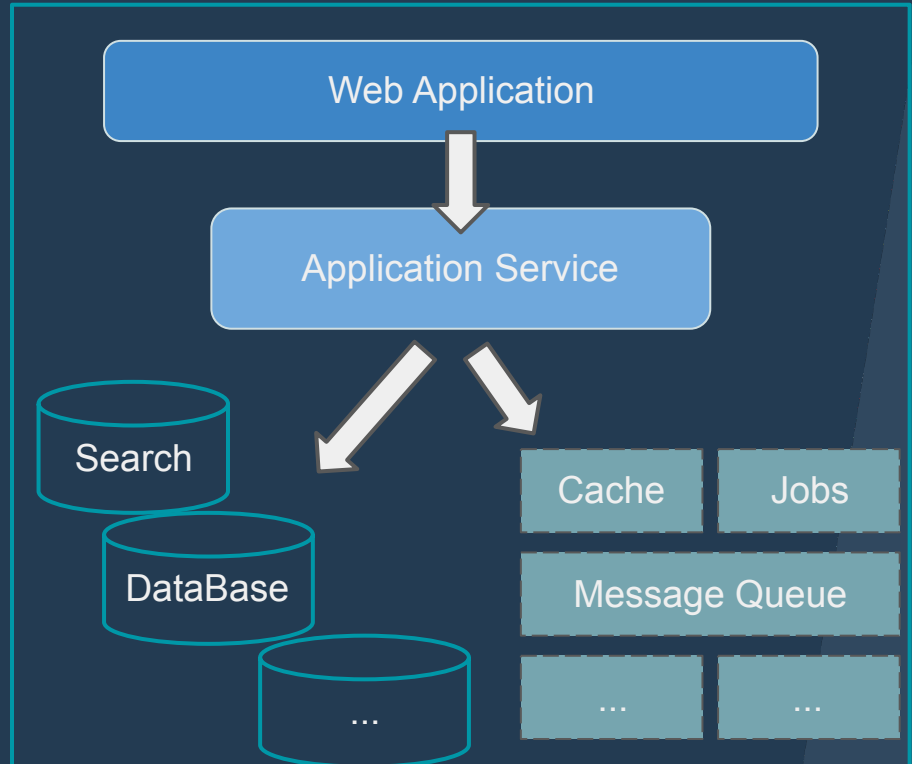 Web Application
Application Service
Search
DataBase
...
Cache
Jobs
Message Queue
...
...